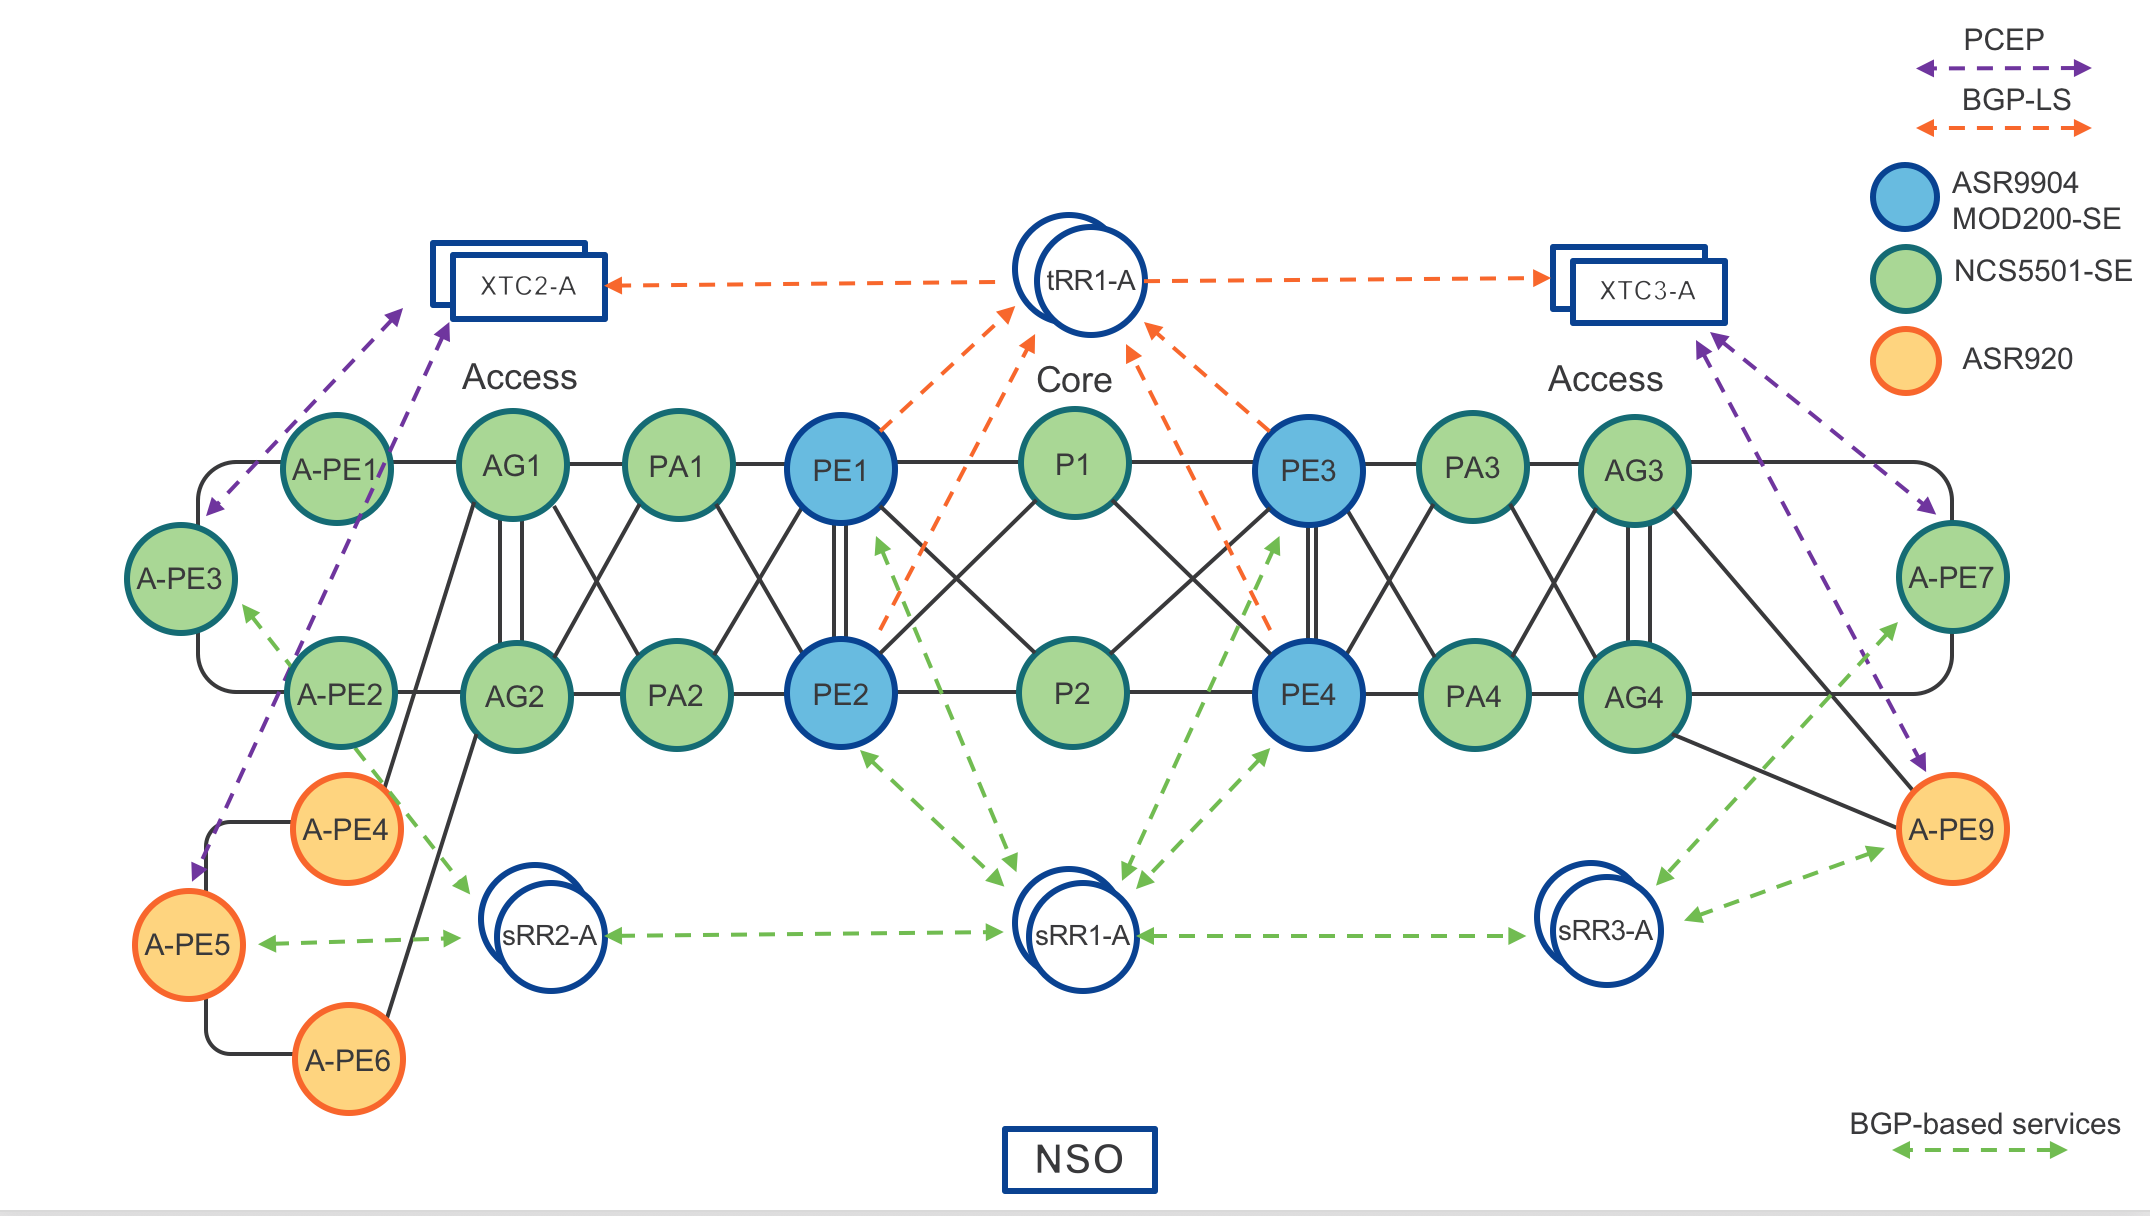 PCEP
BGP-LS
ASR9904
MOD200-SE
NCS5501-SE
ASR920
XTC2-A
tRR1-A
XTC3-A
Access
Core
Access
A-PE1
AG1
PA1
PE1
P1
PE3
PA3
AG3
A-PE3
A-PE7
A-PE2
AG2
PA2
PE2
P2
PE4
PA4
AG4
A-PE4
A-PE9
A-PE5
sRR2-A
sRR1-A
sRR3-A
A-PE6
BGP-based services
NSO